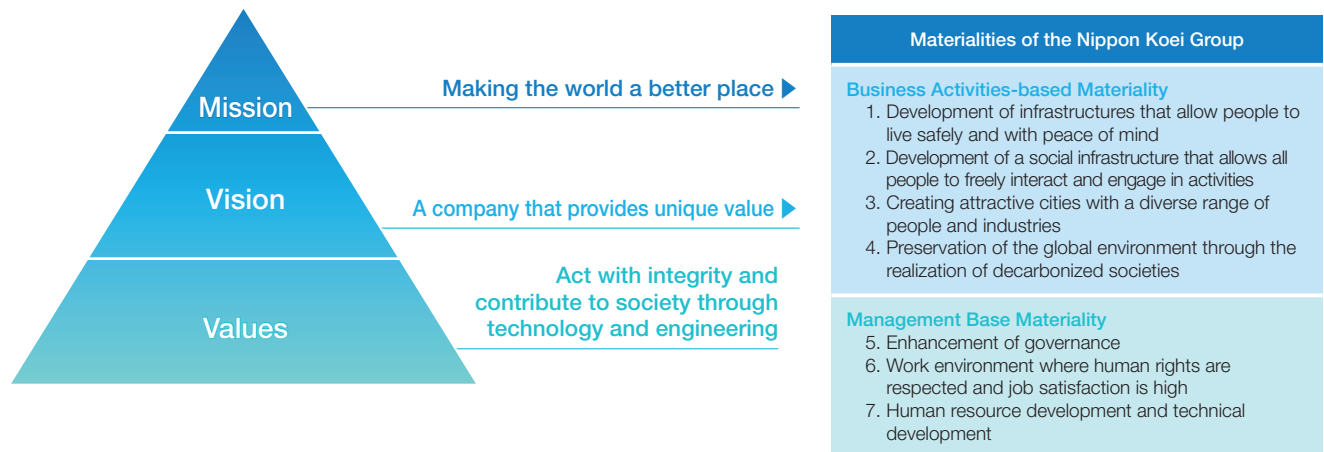 Mission
Making the world a better place ▶
Vision
A company that provides unique value ▶
Values
Act with integrity and
contribute to society through
technology and engineering
Materialities of the Nippon Koei Group
Business Activities-based Materiality
1. Development of infrastructures that allow people to
live safely and with peace of mind
2. Development of a social infrastructure that allows all
people to freely interact and engage in activities
3. Creating attractive cities with a diverse range of
people and industries
4. Preservation of the global environment through the
realization of decarbonized societies
Management Base Materiality
5. Enhancement of governance
6. Work environment where human rights are
respected and job satisfaction is high
7. Human resource development and technical
development